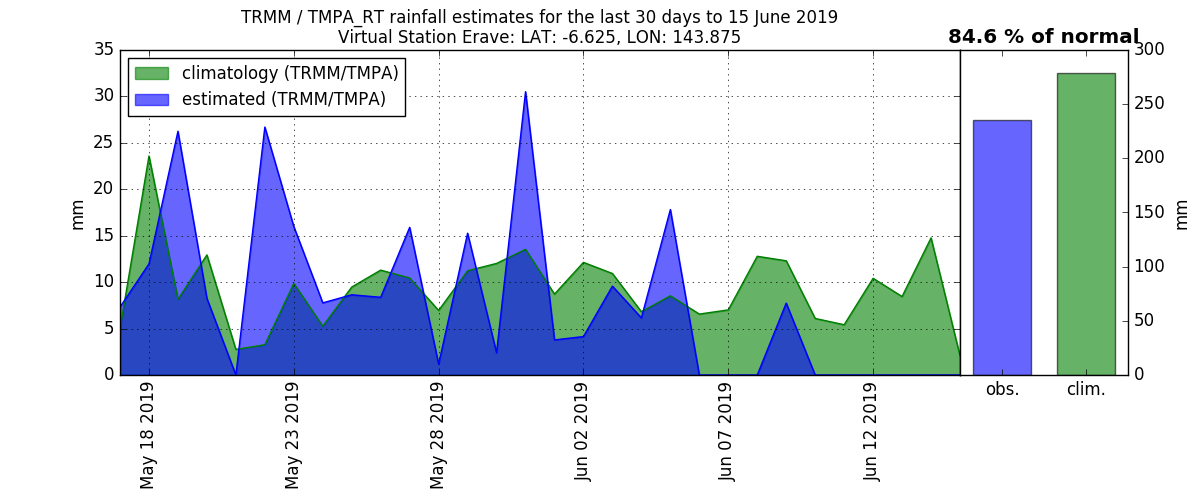 TRMM / TMPA_RT rainfall estimates for the last 30 days to 15 June 2019
Virtual Station Erave: LAT: -6.625, LON: 143.875
84.6 % of normal
climatology (TRMM/TMPA)
estimated (TRMM/TMPA)
35
30
25
20
15
10
5
0
mm
May 18 2019
May 23 2019
May 28 2019
Jun 02 2019
Jun 07 2019
Jun 12 2019
300
250
200
150
100
50
0
mm
obs.
clim.